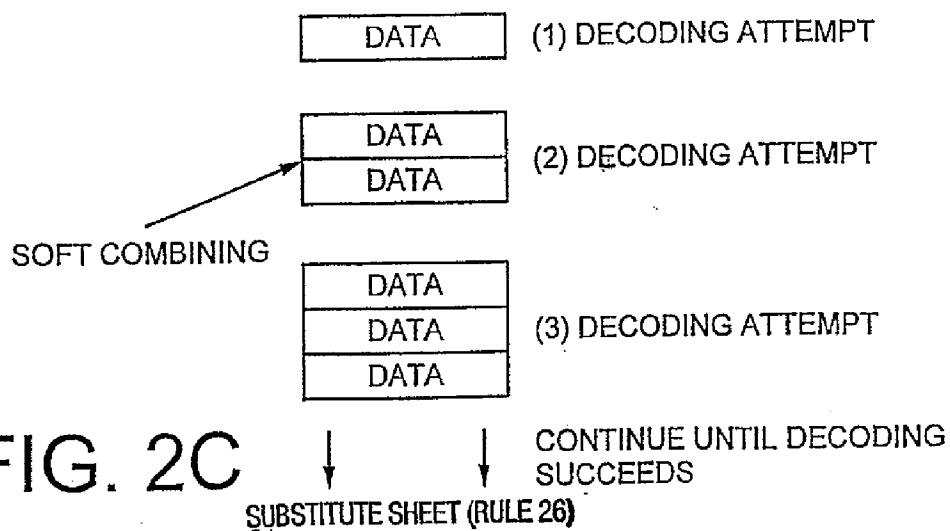 DATA (1) DECODING ATTEMPT
DATA
DATA
(2) DECODING ATTEMPT
SOFT COMBINING
DATA
DATA (3) DECODING ATTEMPT
DATA
CONTINUE UNTIL DECODING
SUCCEEDS
FIG. 2C
SUBSTITUTE SHEET (RULE 26)